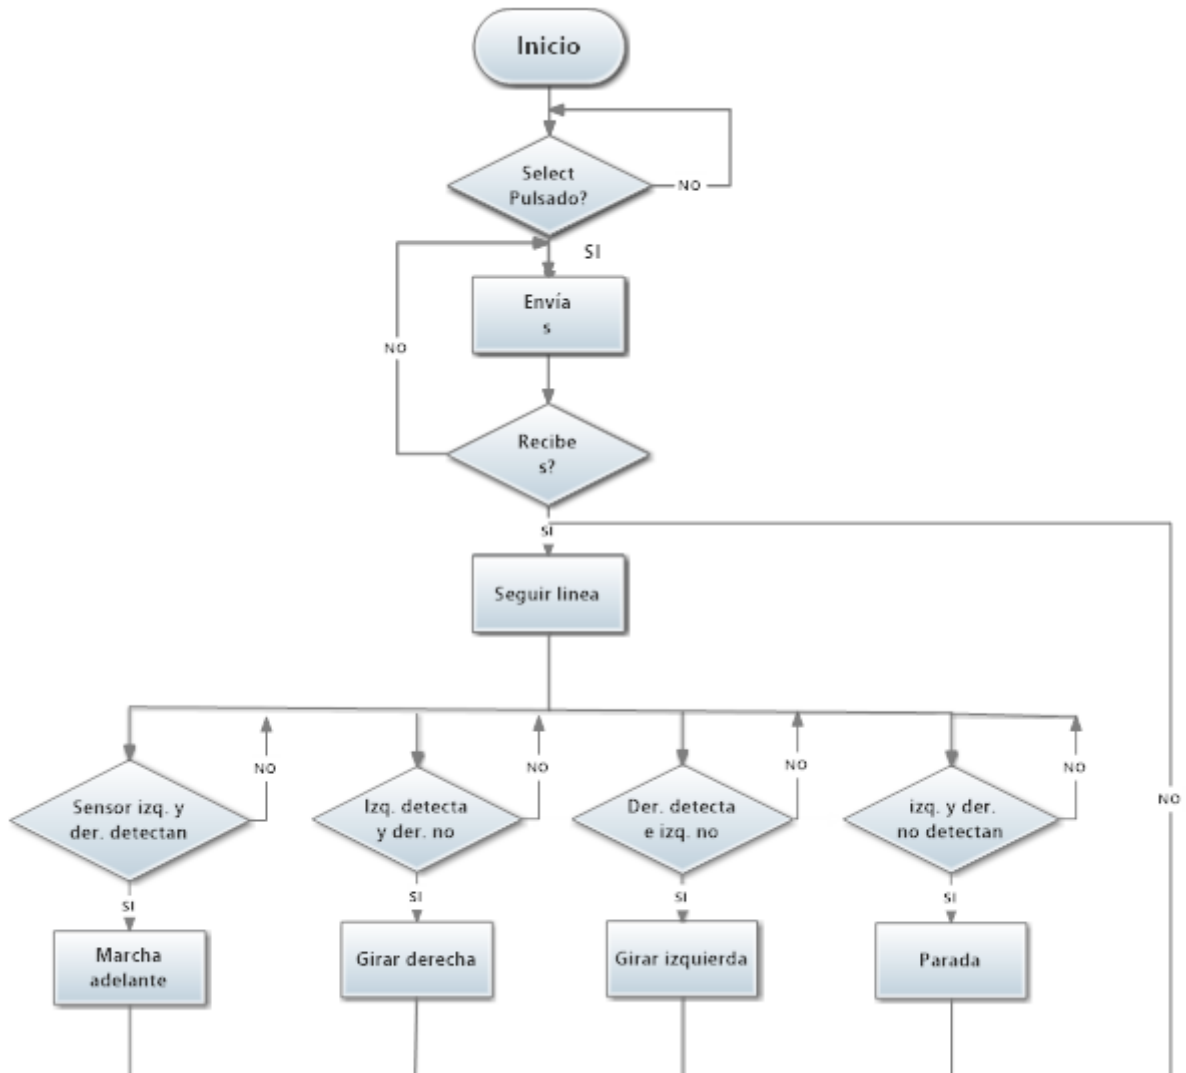 Inicio
Select
Pulsado?
NO
SI
Envía
s
NO
Recibe
s?
SI
Seguir linea
NO
NO
NO
NO
Sensor izq. y
der. detectan
Izq. detecta
y der. no
Der. detecta
e izq. no
izq. y der.
no detectan
NO
SI
SI
SI
SI
Marcha
adelante
Girar derecha
Girar izquierda
Parada